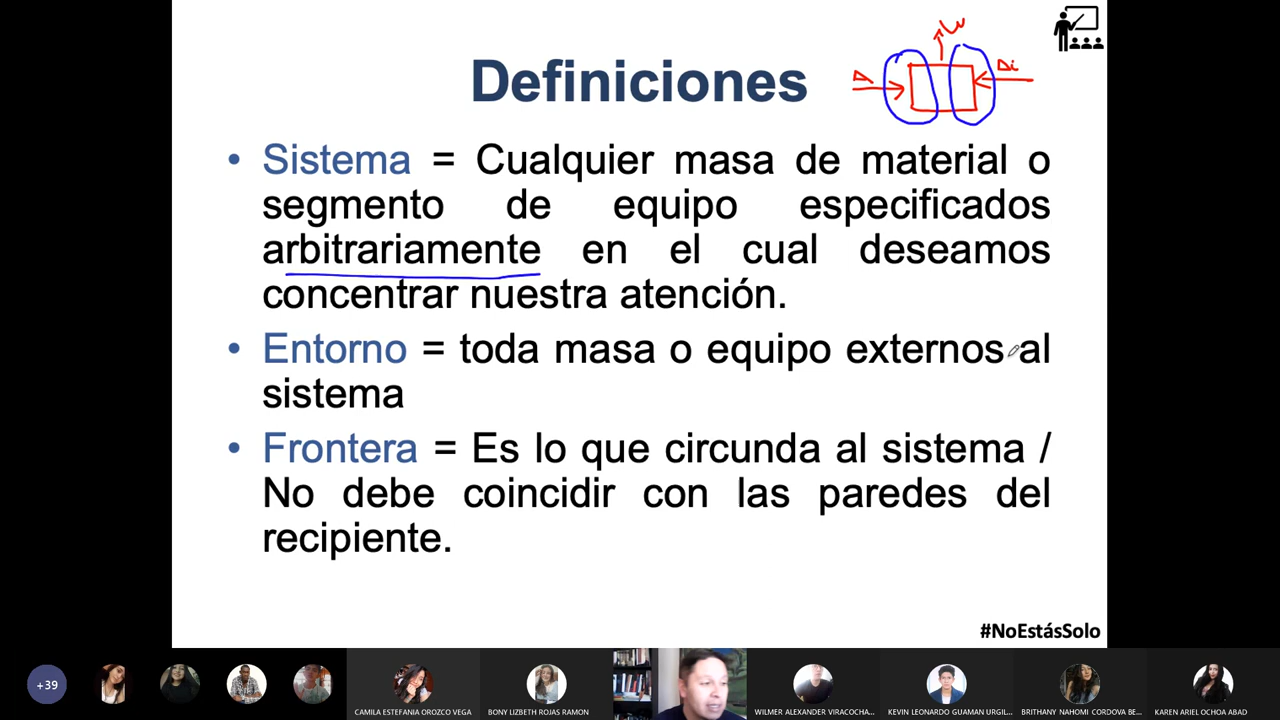 Definiciones
• Sistema = Cualquier masa de material o
segmento de equipo especificados
arbitrariamente en el cual deseamos
concentrar nuestra atención.
• Entorno = toda masa o equipo externos al
sistema
• Frontera = Es lo que circunda al sistema /
No debe coincidir con las paredes del
recipiente.
#NoEstásSolo
+39
CAMILA ESTEFANIA OROZCO VEGA
BONY LIZBETH ROJAS RAMON
WILMER ALEXANDER VIRACOCHA...
KEVIN LEONARDO GUAMAN URGIL...
BRITHANY NAHOMI CORDOVA BE...
KAREN ARIEL OCHOA ABAD